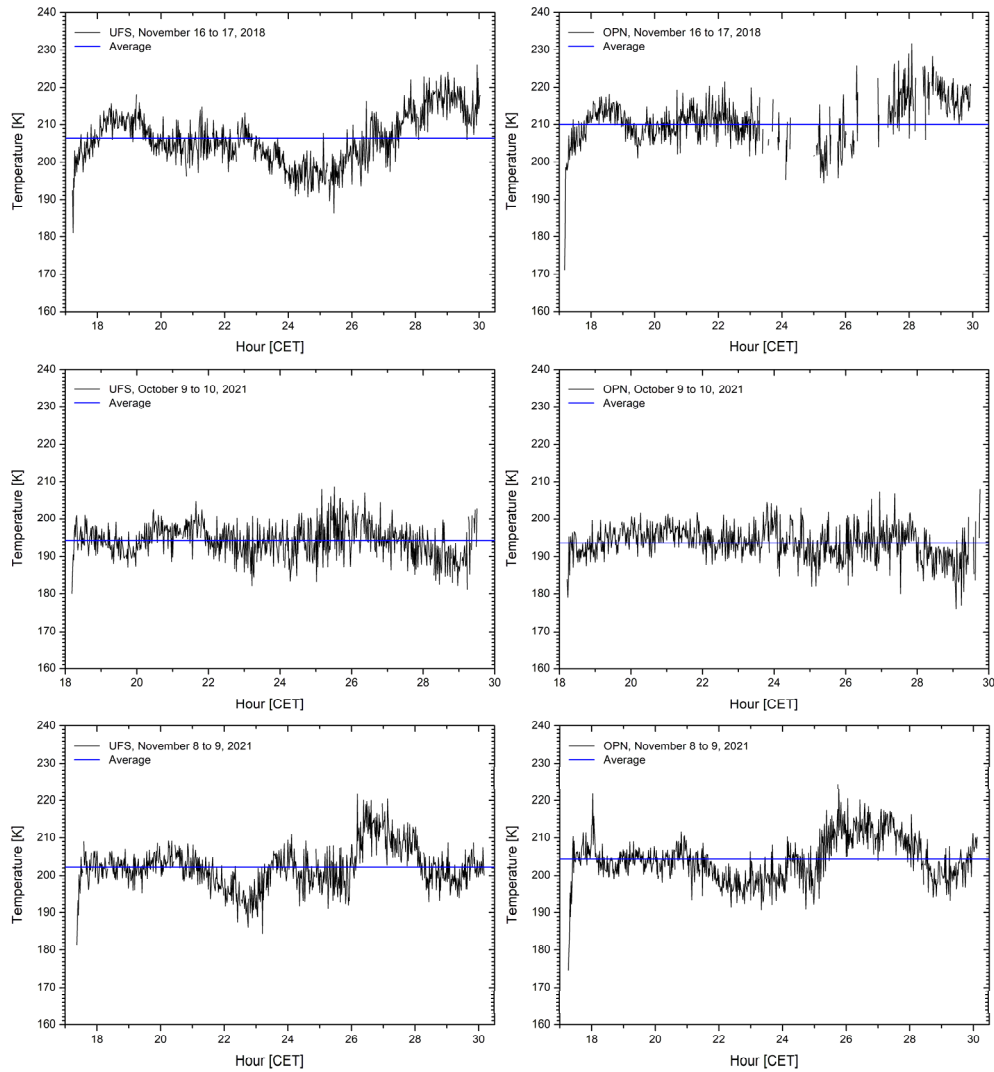 240
230
220
210
200
190
180
170
160
Temperature [K]
UFS, November 16 to 17, 2018
Average
18 20 22 24 26 28 30
Hour [CET]
240
230
220
210
200
190
180
170
160
Temperature [K]
OPN, November 16 to 17, 2018
Average
18 20 22 24 26 28 30
Hour [CET]
240
230
220
210
200
190
180
170
160
Temperature [K]
UFS, October 9 to 10, 2021
Average
18 20 22 24 26 28 30
Hour [CET]
240
230
220
210
200
190
180
170
160
Temperature [K]
OPN, October 9 to 10, 2021
Average
18 20 22 24 26 28 30
Hour [CET]
240
230
220
210
200
190
180
170
160
Temperature [K]
UFS, November 8 to 9, 2021
Average
18 20 22 24 26 28 30
Hour [CET]
240
230
220
210
200
190
180
170
160
Temperature [K]
OPN, November 8 to 9, 2021
Average
18 20 22 24 26 28 30
Hour [CET]